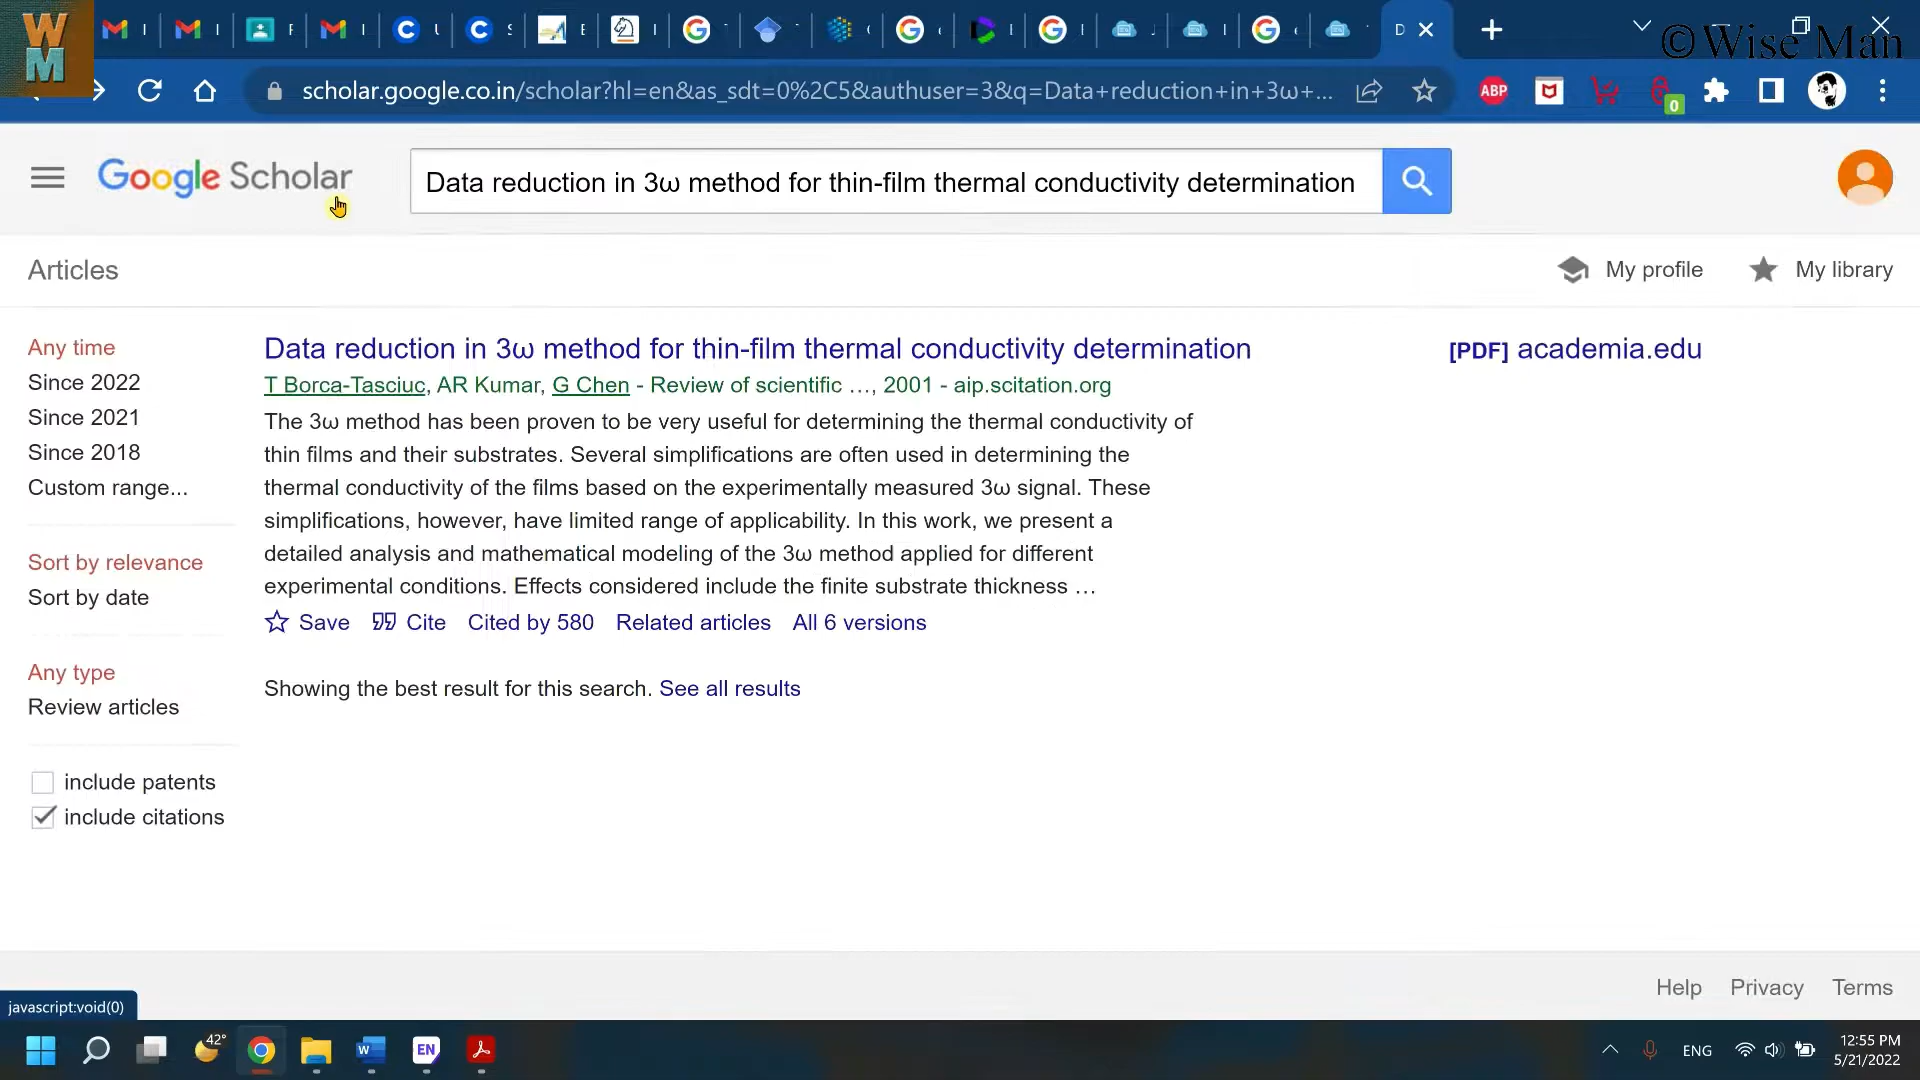 WM
©Wise Man
D
scholar.google.co.in/scholar?hl=en&as_sdt=0%2C5&authuser=3&q=Data+reduction+in+3ω+...
ABP
0
Google Scholar
Data reduction in 3ω method for thin-film thermal conductivity determination
Articles
My profile
My library
Any time
Since 2022
Since 2021
Since 2018
Custom range...
Sort by relevance
Sort by date
Any type
Review articles
include patents
include citations
Data reduction in 3ω method for thin-film thermal conductivity determination
[PDF] academia.edu
T Borca-Tasciuc, AR Kumar, G Chen - Review of scientific …, 2001 - aip.scitation.org
The 3ω method has been proven to be very useful for determining the thermal conductivity of
thin films and their substrates. Several simplifications are often used in determining the
thermal conductivity of the films based on the experimentally measured 3ω signal. These
simplifications, however, have limited range of applicability. In this work, we present a
detailed analysis and mathematical modeling of the 3ω method applied for different
experimental conditions. Effects considered include the finite substrate thickness …
Save Cite Cited by 580 Related articles All 6 versions
Showing the best result for this search. See all results
Help Privacy Terms
javascript:void(0)
42°
W
EN
ENG
12:55 PM
5/21/2022